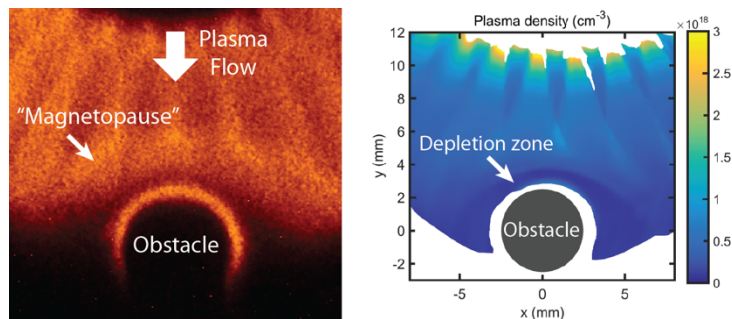 Plasma
Flow
"Magnetopause"
Obstacle
Plasma density (cm⁻³)
×10¹⁸
12
10
8
6
4
2
0
-2
y (mm)
Depletion zone
Obstacle
-5
0
5
x (mm)
3
2.5
2
1.5
1
0.5
0